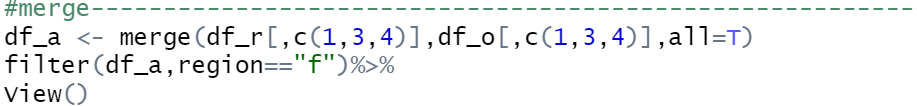 #merge------------------------------------------------------
df_a <- merge(df_r[,c(1,3,4)],df_o[,c(1,3,4)],all=T)
filter(df_a,region=="f")%>%
View()